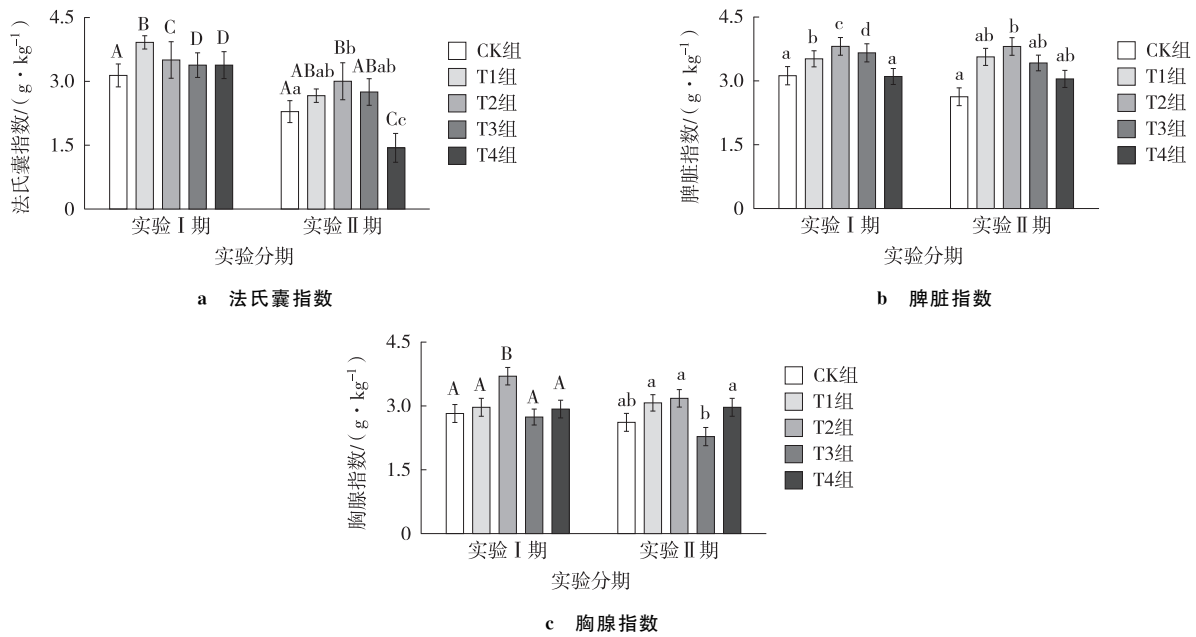 法氏囊指数/(g·kg⁻¹)
4.5
3.0
1.5
0
A
B
C
D
D
Aa
ABab
Bb
ABab
Cc
实验Ⅰ期
实验Ⅱ期
实验分期
CK组
T1组
T2组
T3组
T4组
a 法氏囊指数
脾脏指数/(g·kg⁻¹)
4.5
3.0
1.5
0
a
b
c
d
a
a
ab
b
ab
ab
实验Ⅰ期
实验Ⅱ期
实验分期
CK组
T1组
T2组
T3组
T4组
b 脾脏指数
胸腺指数/(g·kg⁻¹)
4.5
3.0
1.5
0
A
A
B
A
A
ab
a
a
b
a
实验Ⅰ期
实验Ⅱ期
实验分期
CK组
T1组
T2组
T3组
T4组
c 胸腺指数